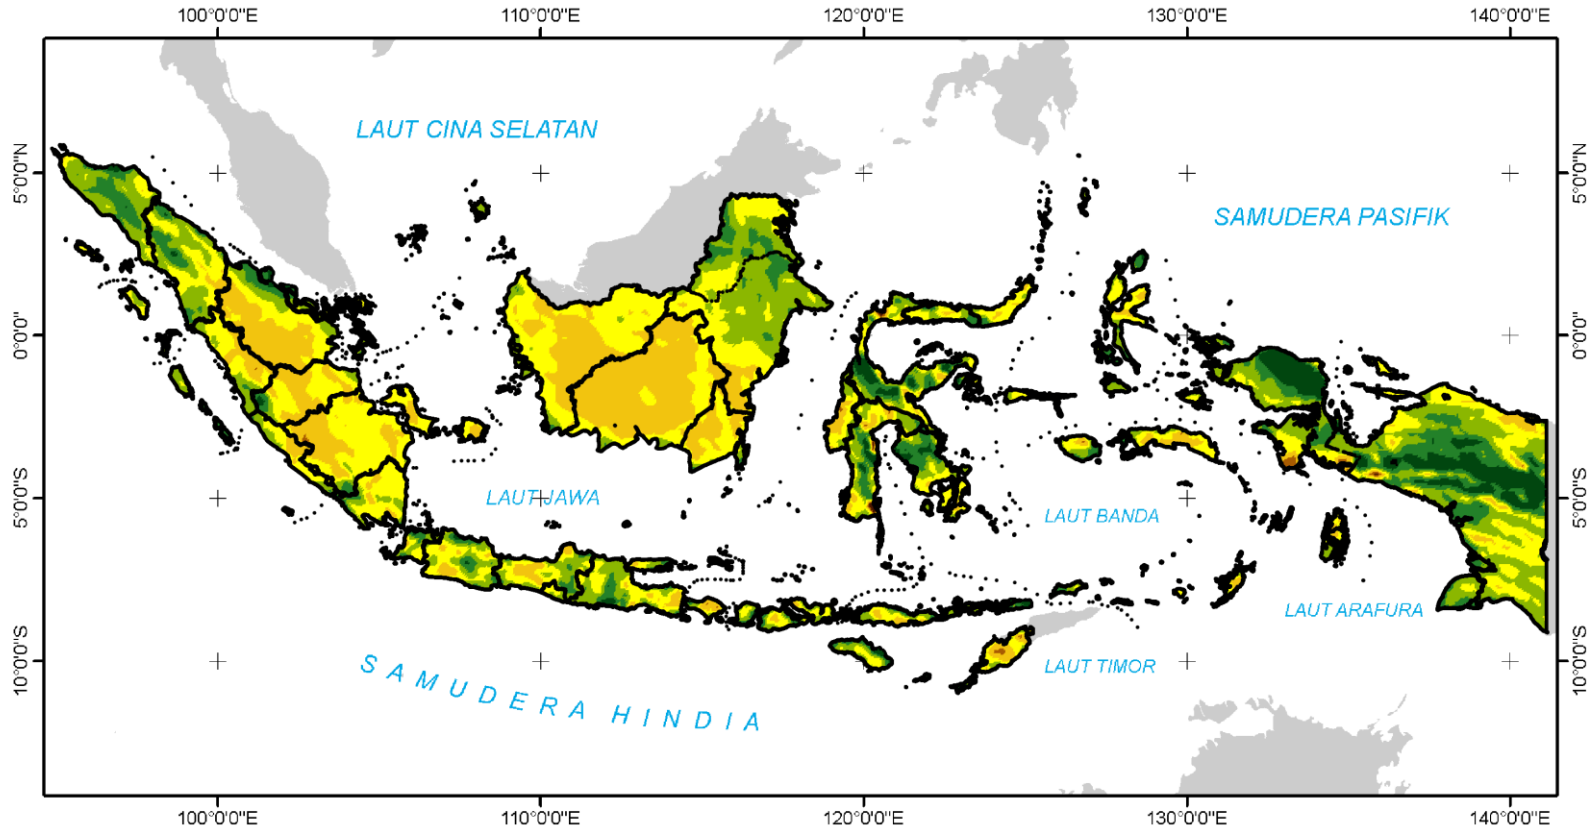 100°0'0"E 110°0'0"E 120°0'0"E 130°0'0"E 140°0'0"E
LAUT CINA SELATAN
5°0'0"N 5°0'0"N
SAMUDERA PASIFIK
0°0'0" 0°0'0"
LAUT JAWA
5°0'0"S 5°0'0"S
LAUT BANDA
LAUT ARAFURA
10°0'0"S 10°0'0"S
LAUT TIMOR
SAMUDERA HINDIA
100°0'0"E 110°0'0"E 120°0'0"E 130°0'0"E 140°0'0"E